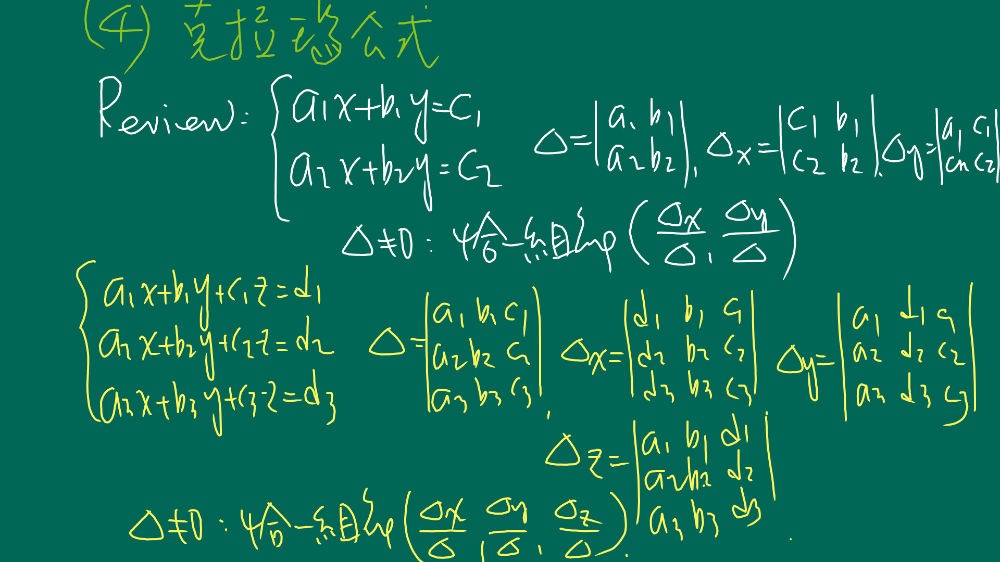 (4) 克拉瑪公式
Review: { a₁x+b₁y=c₁
a₂x+b₂y=c₂
Δ=|a₁ b₁
a₂ b₂|, Δx=|c₁ b₁
c₂ b₂|, Δy=|a₁ c₁
a₂ c₂|
Δ≠0: 恰一組解 (Δx/Δ, Δy/Δ)
{ a₁x+b₁y+c₁z=d₁
a₂x+b₂y+c₂z=d₂
a₃x+b₃y+c₃z=d₃
Δ=|a₁ b₁ c₁
a₂ b₂ c₂
a₃ b₃ c₃|, Δx=|d₁ b₁ c₁
d₂ b₂ c₂
d₃ b₃ c₃| Δy=|a₁ d₁ c₁
a₂ d₂ c₂
a₃ d₃ c₃|
Δz=|a₁ b₁ d₁
a₂ b₂ d₂
a₃ b₃ d₃|
Δ≠0: 恰一組解 (Δx/Δ, Δy/Δ, Δz/Δ).